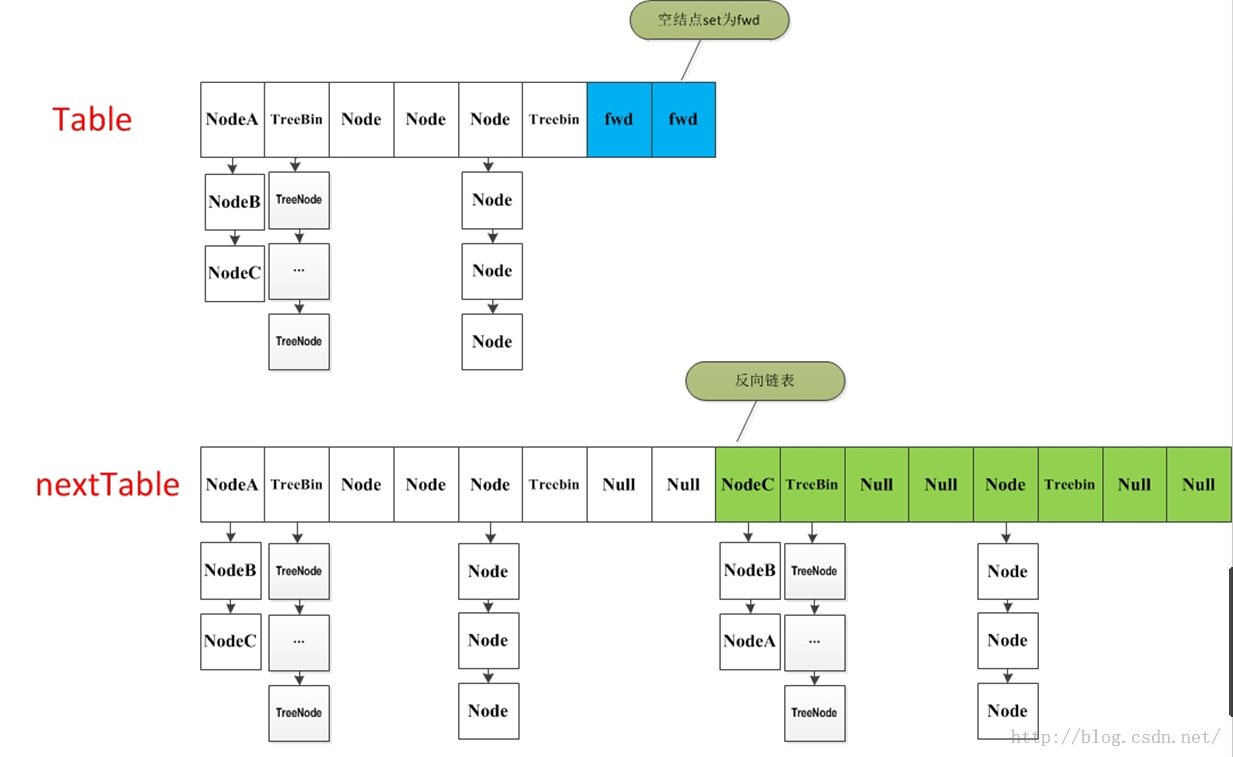 空结点set为fwd
Table
NodeA TreeBin Node Node Node Treebin fwd fwd
NodeB TreeNode Node
NodeC ... Node
TreeNode Node
反向链表
nextTable
NodeA TreeBin Node Node Node Treebin Null Null NodeC TreeBin Null Null Node Treebin Null Null
NodeB TreeNode Node NodeB TreeNode Node
NodeC ... Node NodeA ... Node
TreeNode Node TreeNode Node
http://blog.csdn.net/